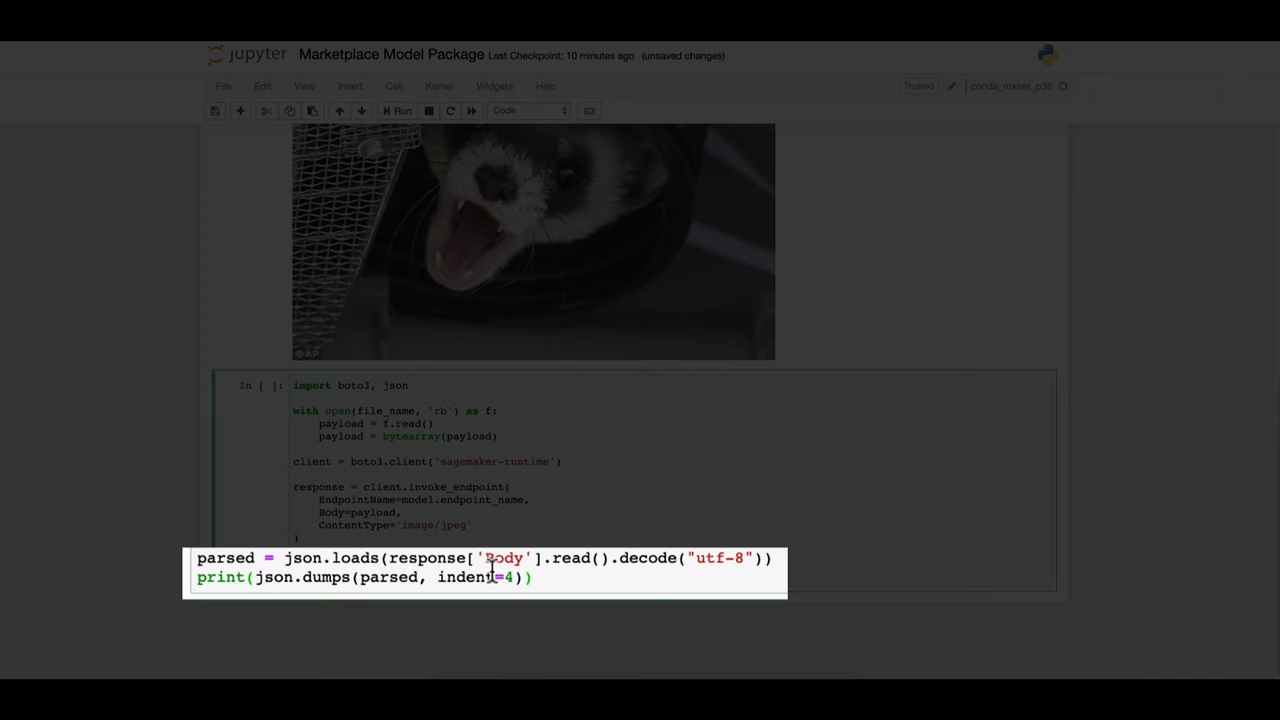 jupyter Marketplace Model Package Last Checkpoint: 10 minutes ago (unsaved changes)
File Edit View Insert Cell Kernel Widgets Help Trusted conda_mxnet_p36
Run Code
© AP
In [ ]: import boto3, json
with open(file_name, 'rb') as f:
payload = f.read()
payload = bytearray(payload)
client = boto3.client('sagemaker-runtime')
response = client.invoke_endpoint(
EndpointName=model.endpoint_name,
Body=payload,
ContentType='image/jpeg'
)
parsed = json.loads(response['Body'].read().decode("utf-8"))
print(json.dumps(parsed, indent=4))